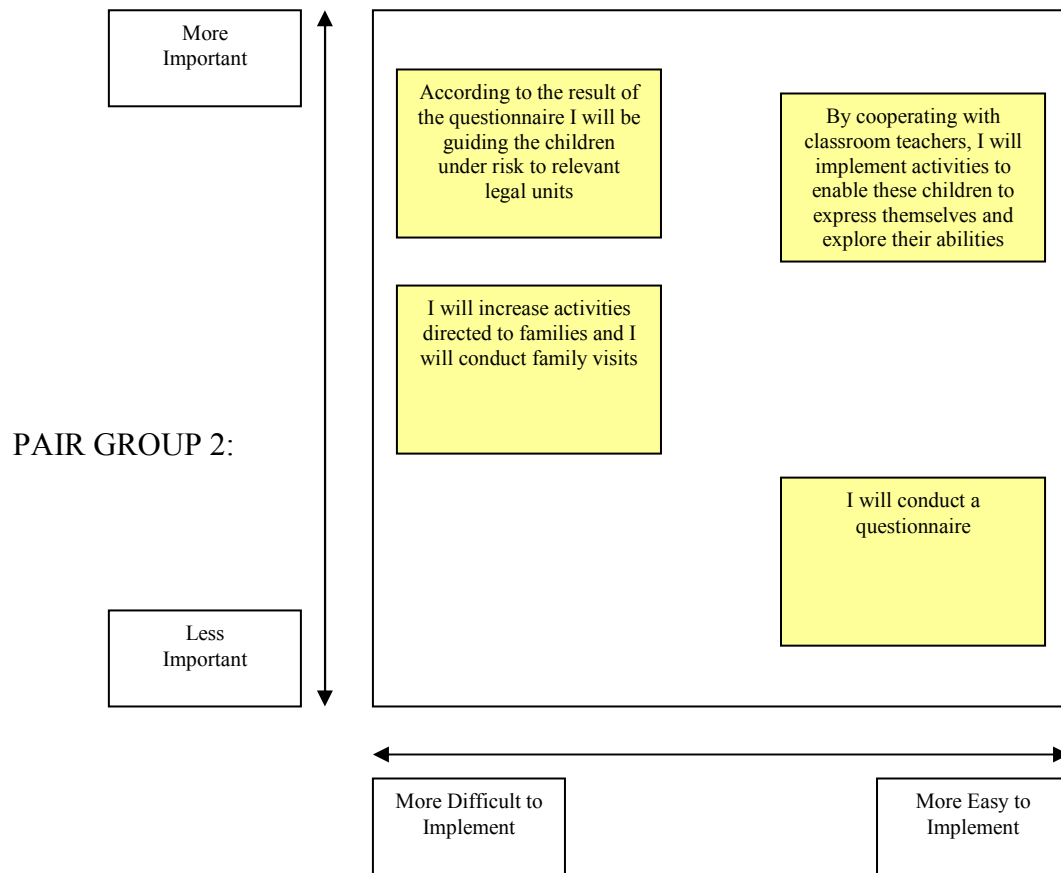 More
Important
According to the result of
the questionnaire I will be
guiding the children
under risk to relevant
legal units
By cooperating with
classroom teachers, I will
implement activities to
enable these children to
express themselves and
explore their abilities
I will increase activities
directed to families and I
will conduct family visits
PAIR GROUP 2:
I will conduct a
questionnaire
Less
Important
More Difficult to
Implement
More Easy to
Implement